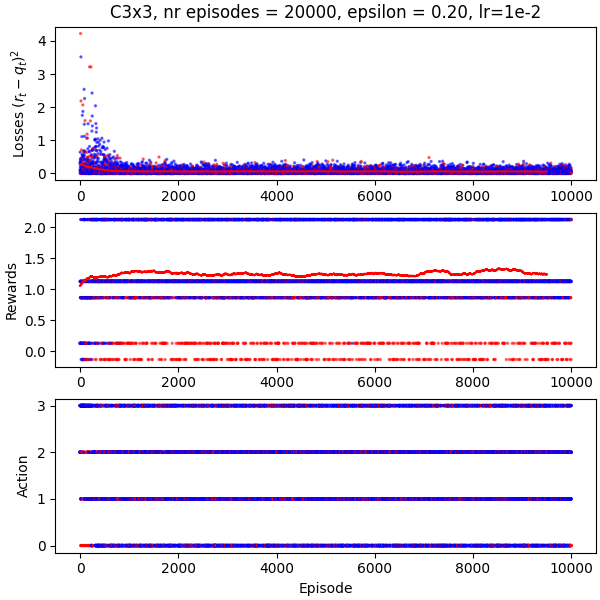 C3x3, nr episodes = 20000, epsilon = 0.20, lr=1e-2
Losses $(r_t - q_t)^2$
4
3
2
1
0
0 2000 4000 6000 8000 10000
Rewards
2.0
1.5
1.0
0.5
0.0
0 2000 4000 6000 8000 10000
Action
3
2
1
0
0 2000 4000 6000 8000 10000
Episode